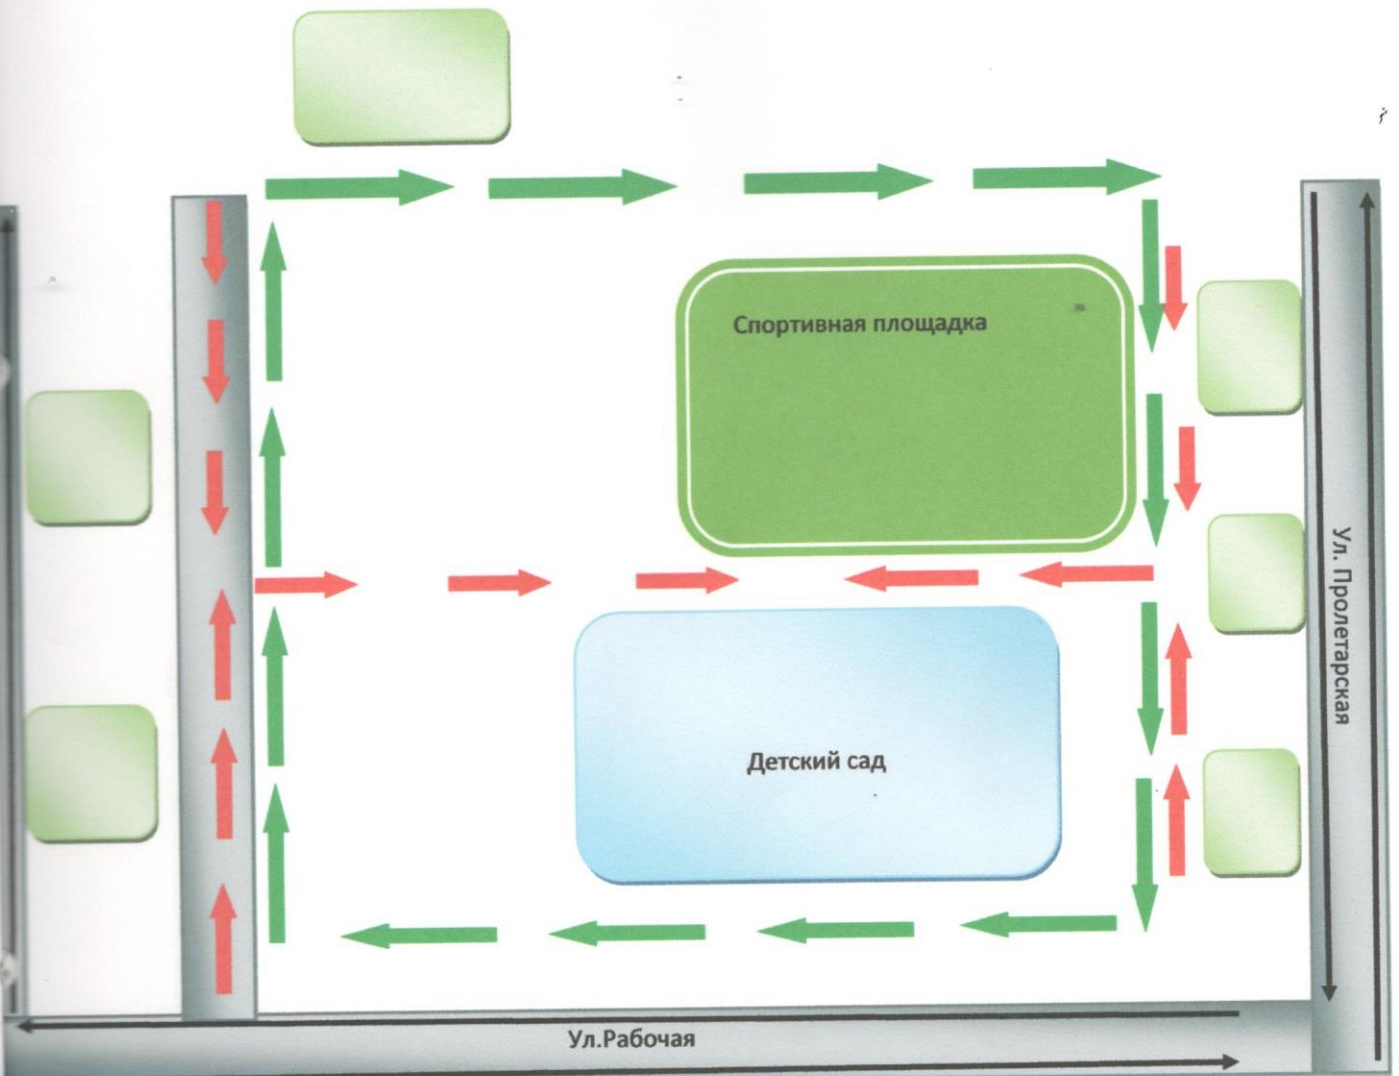 Спортивная площадка
Ул. Пролетарская
Детский сад
Ул.Рабочая